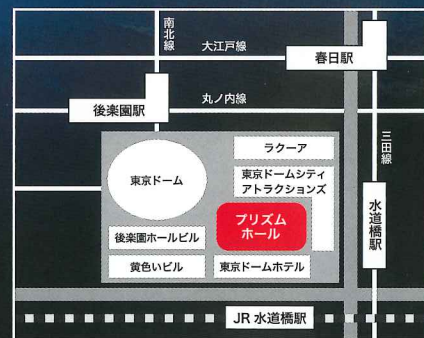 南北線
大江戸線
春日駅
後楽園駅
丸ノ内線
三田線
ラクーア
東京ドーム
東京ドームシティ
アトラクションズ
プリズム
ホール
水道橋駅
後楽園ホールビル
黄色いビル
東京ドームホテル
JR 水道橋駅